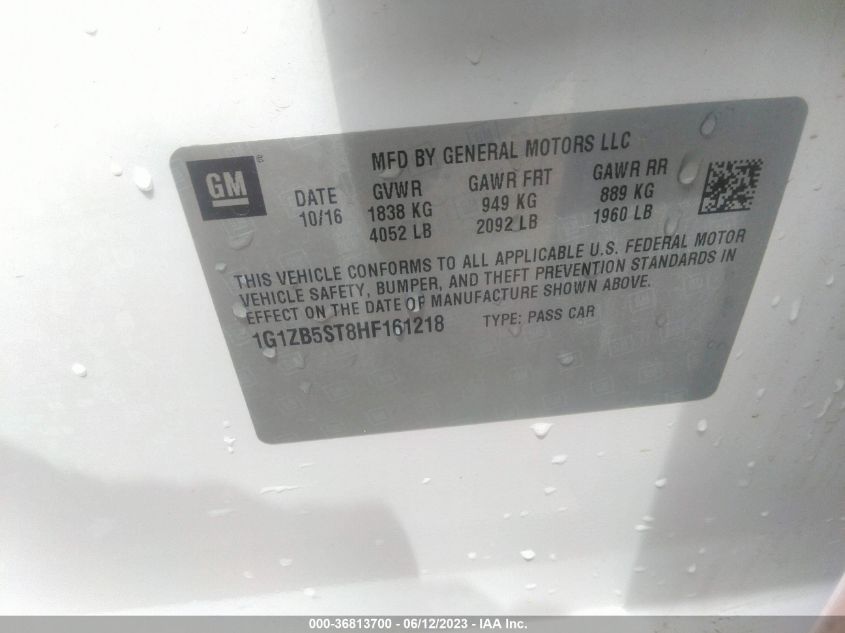 GM ®
MFD BY GENERAL MOTORS LLC
DATE GVWR GAWR FRT GAWR RR
10/16 1838 KG 949 KG 889 KG
4052 LB 2092 LB 1960 LB
THIS VEHICLE CONFORMS TO ALL APPLICABLE U.S. FEDERAL MOTOR
VEHICLE SAFETY, BUMPER, AND THEFT PREVENTION STANDARDS IN
EFFECT ON THE DATE OF MANUFACTURE SHOWN ABOVE.
1G1ZB5ST8HF161218 TYPE: PASS CAR
000-36813700 - 06/12/2023 - IAA Inc.